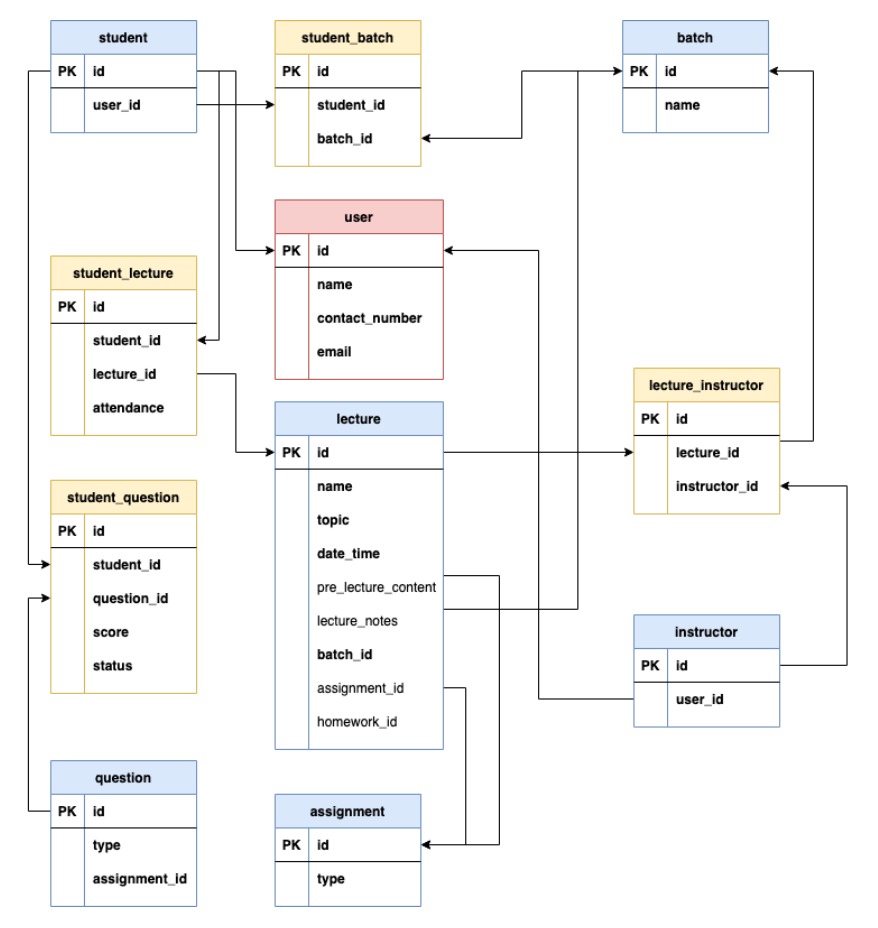 student
PK id
user_id
student_batch
PK id
student_id
batch_id
batch
PK id
name
user
PK id
name
contact_number
email
student_lecture
PK id
student_id
lecture_id
attendance
lecture_instructor
PK id
lecture_id
instructor_id
lecture
PK id
name
topic
date_time
pre_lecture_content
lecture_notes
batch_id
assignment_id
homework_id
student_question
PK id
student_id
question_id
score
status
instructor
PK id
user_id
question
PK id
type
assignment_id
assignment
PK id
type